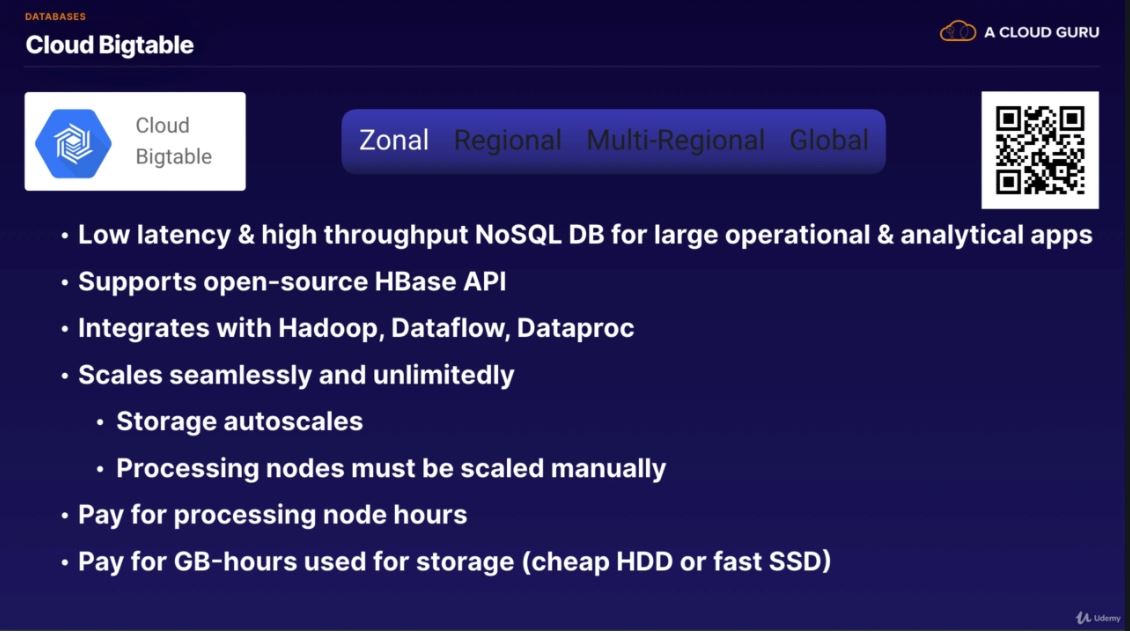 DATABASES
Cloud Bigtable
A CLOUD GURU
Cloud
Bigtable
Zonal Regional Multi-Regional Global
• Low latency & high throughput NoSQL DB for large operational & analytical apps
• Supports open-source HBase API
• Integrates with Hadoop, Dataflow, Dataproc
• Scales seamlessly and unlimitedly
• Storage autoscales
• Processing nodes must be scaled manually
• Pay for processing node hours
• Pay for GB-hours used for storage (cheap HDD or fast SSD)
Udemy